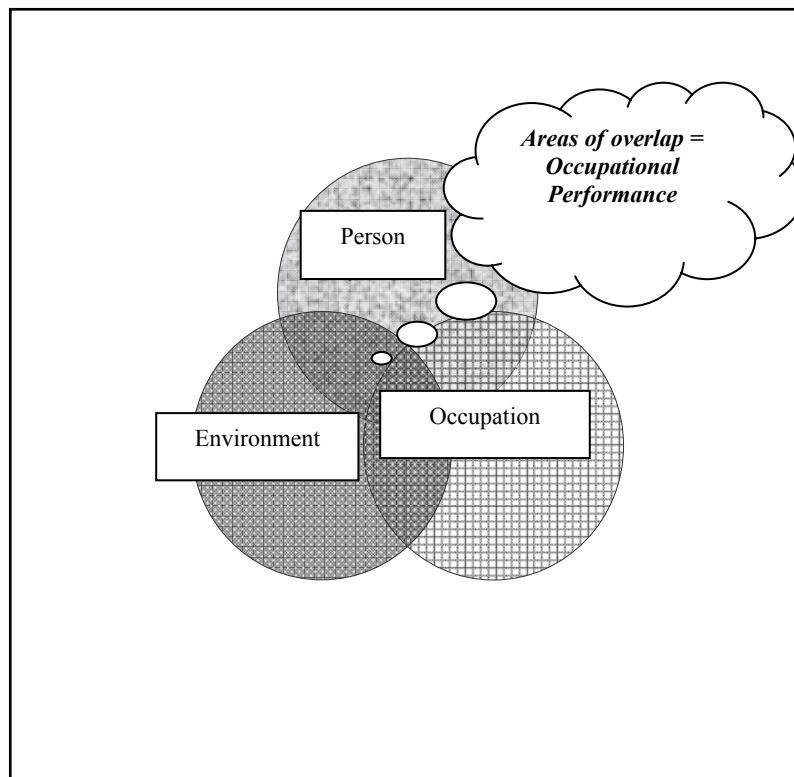 Areas of overlap =
Occupational
Performance
Person
Occupation
Environment